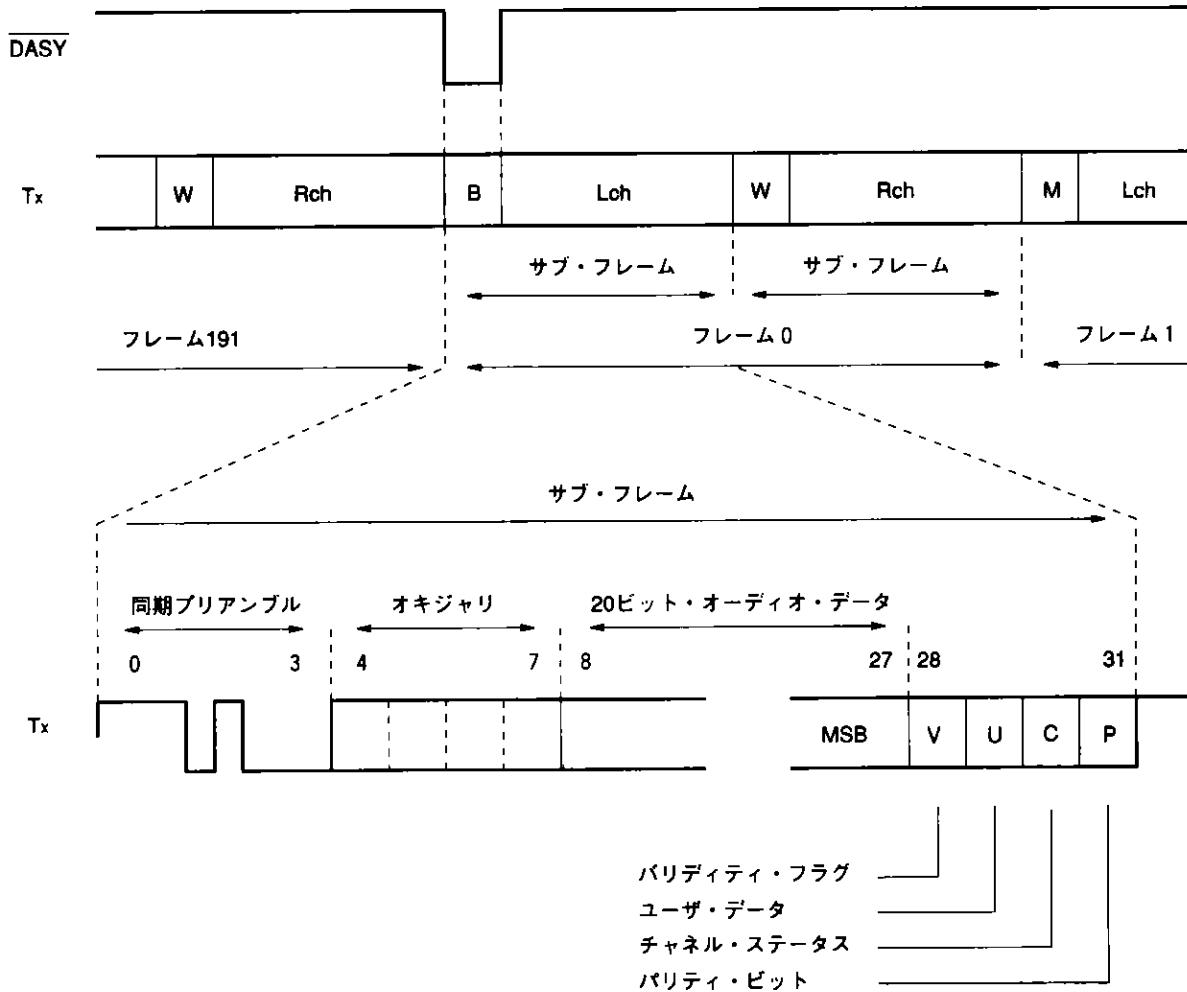 DASY
Tx W Rch B Lch W Rch M Lch
サブ・フレーム サブ・フレーム
フレーム191 フレーム0 フレーム1
サブ・フレーム
同期プリアンブル オキジャリ 20ビット・オーディオ・データ
0 3 4 7 8 27 28 31
Tx MSB V U C P
バリディティ・フラグ
ユーザ・データ
チャネル・ステータス
パリティ・ビット